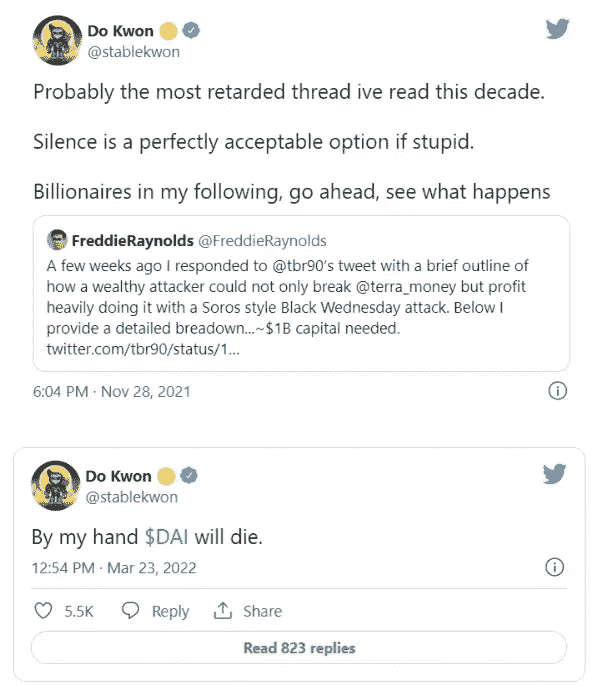 Do Kwon
@stablekwon
Probably the most retarded thread ive read this decade.
Silence is a perfectly acceptable option if stupid.
Billionaires in my following, go ahead, see what happens
FreddieRaynolds @FreddieRaynolds
A few weeks ago I responded to @tbr90's tweet with a brief outline of
how a wealthy attacker could not only break @terra_money but profit
heavily doing it with a Soros style Black Wednesday attack. Below I
provide a detailed breadown...~$1B capital needed.
twitter.com/tbr90/status/1...
6:04 PM · Nov 28, 2021
Do Kwon
@stablekwon
By my hand $DAI will die.
12:54 PM · Mar 23, 2022
5.5K Reply Share
Read 823 replies